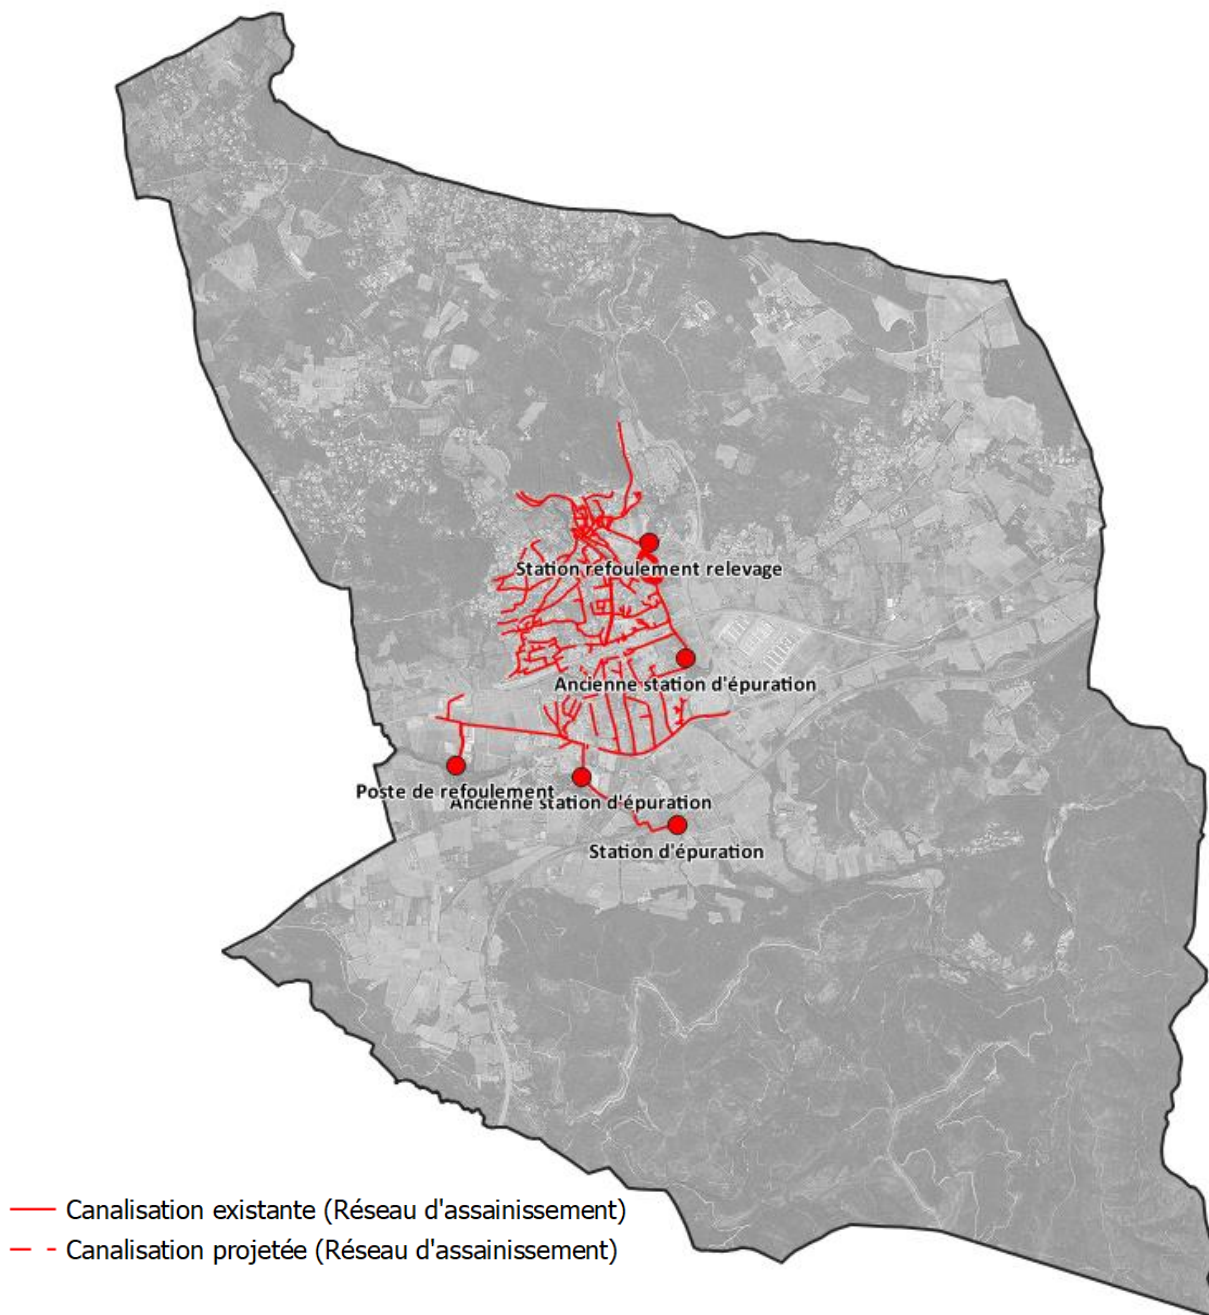 Station refoulement relevage
Ancienne station d'épuration
Poste de refoulement
Ancienne station d'épuration
Station d'épuration
Canalisation existante (Réseau d'assainissement)
Canalisation projetée (Réseau d'assainissement)